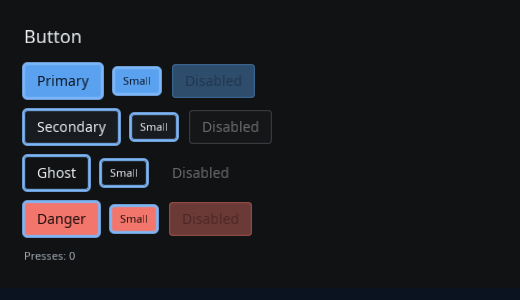 Button
Primary Small Disabled
Secondary Small Disabled
Ghost Small Disabled
Danger Small Disabled
Presses: 0